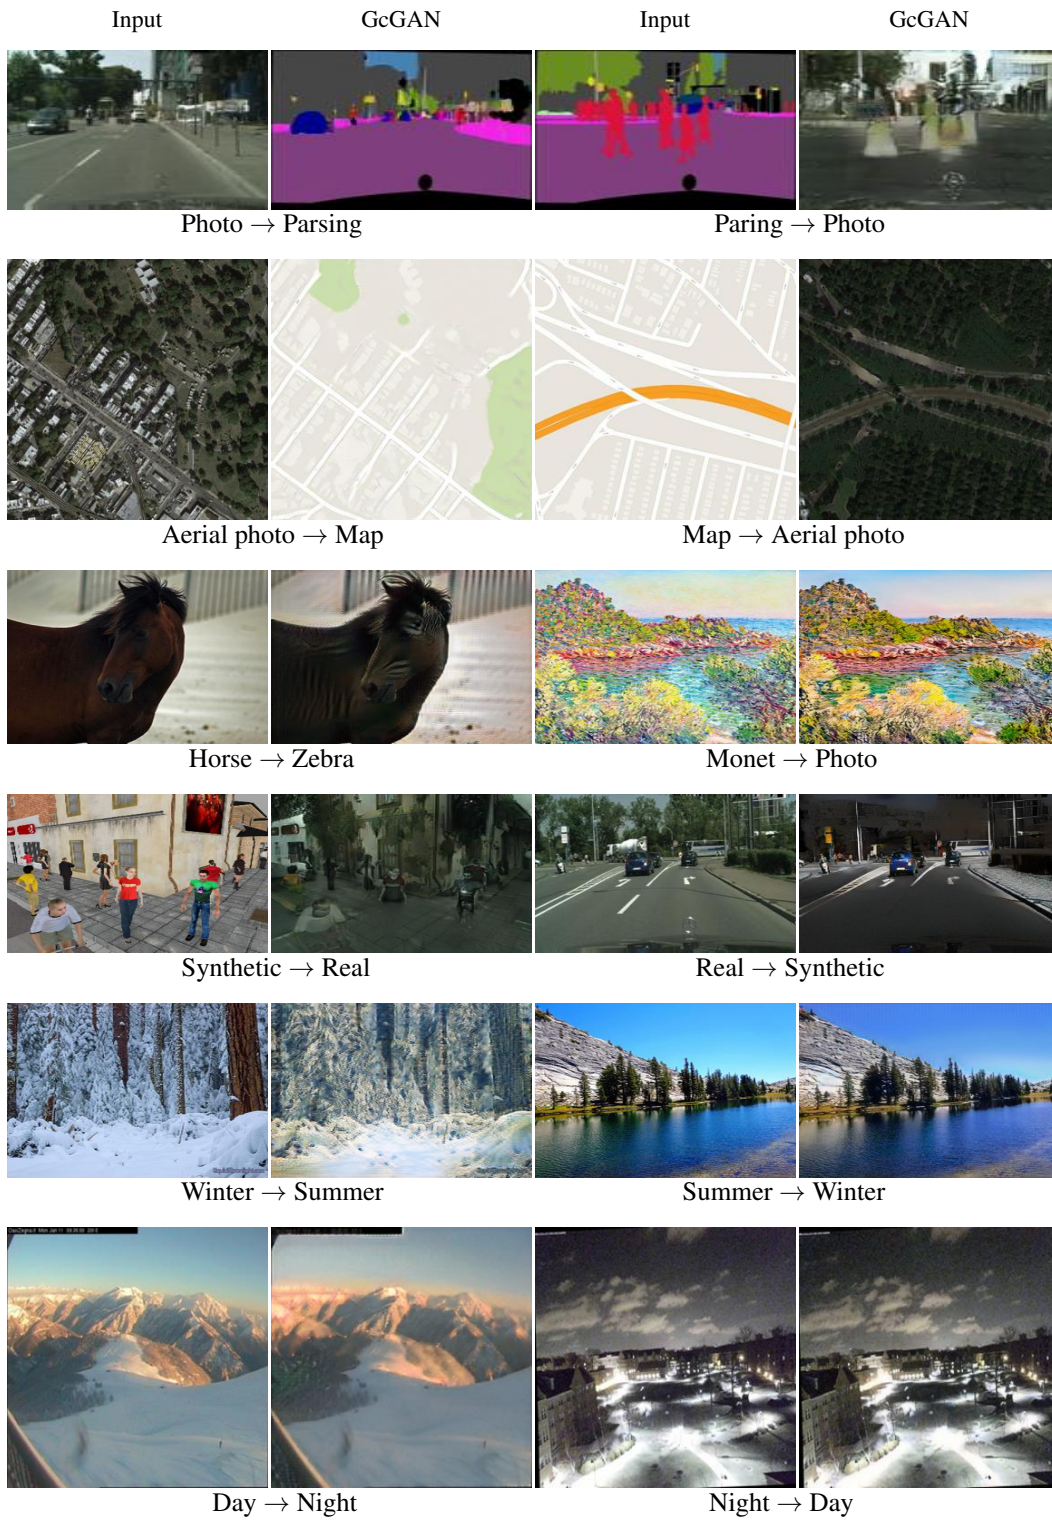 Input GcGAN Input GcGAN
Photo → Parsing Paring → Photo
Aerial photo → Map Map → Aerial photo
Horse → Zebra Monet → Photo
Synthetic → Real Real → Synthetic
Winter → Summer Summer → Winter
Day → Night Night → Day